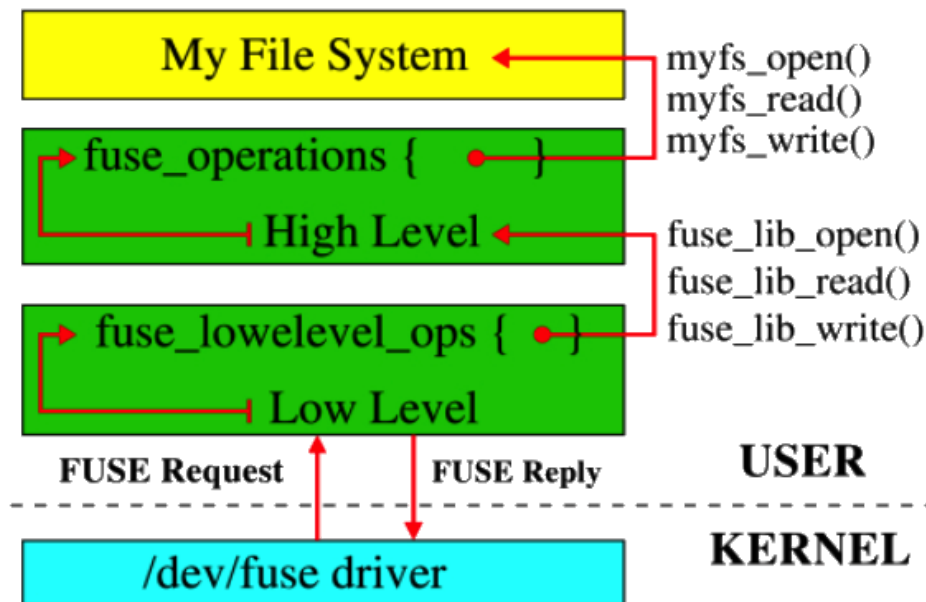 My File System
myfs_open()
myfs_read()
myfs_write()
fuse_operations { }
High Level
fuse_lib_open()
fuse_lib_read()
fuse_lib_write()
fuse_lowelevel_ops { }
Low Level
FUSE Request
FUSE Reply
USER
KERNEL
/dev/fuse driver